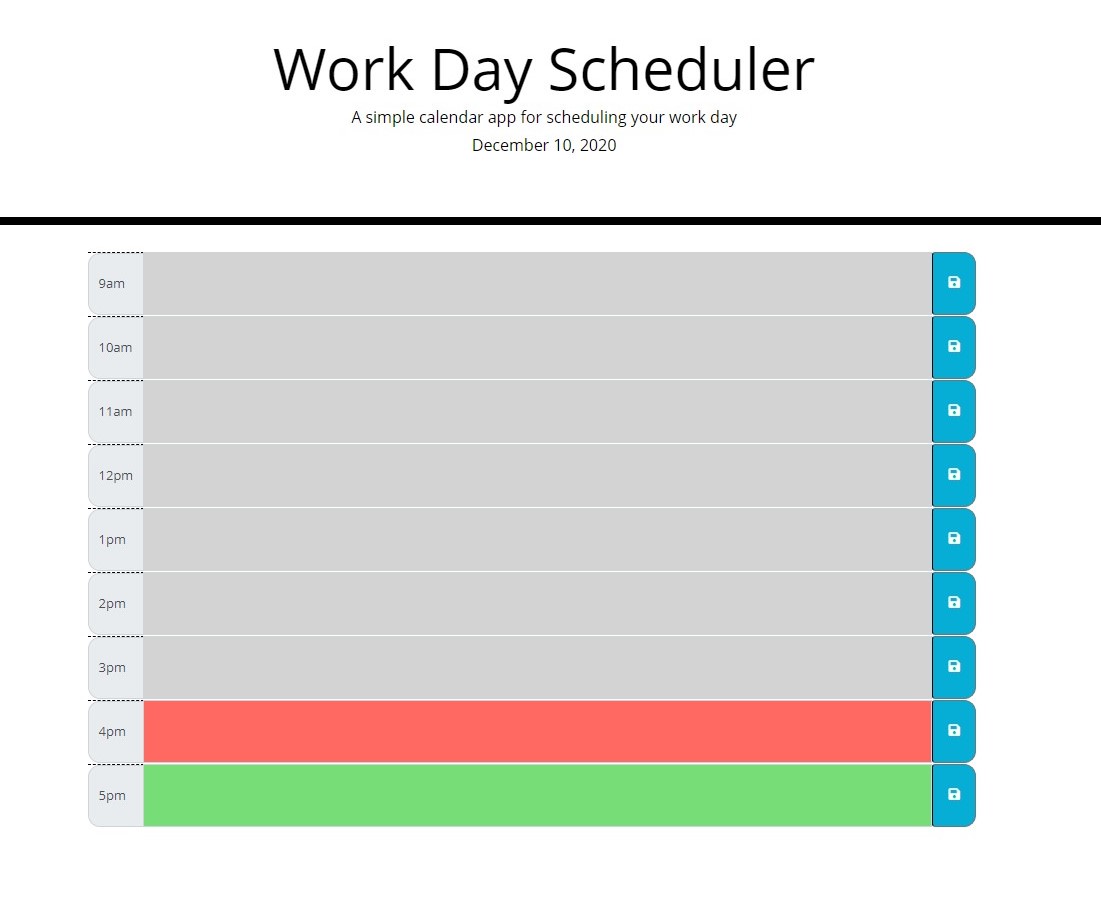 Work Day Scheduler
A simple calendar app for scheduling your work day
December 10, 2020
9am
10am
11am
12pm
1pm
2pm
3pm
4pm
5pm